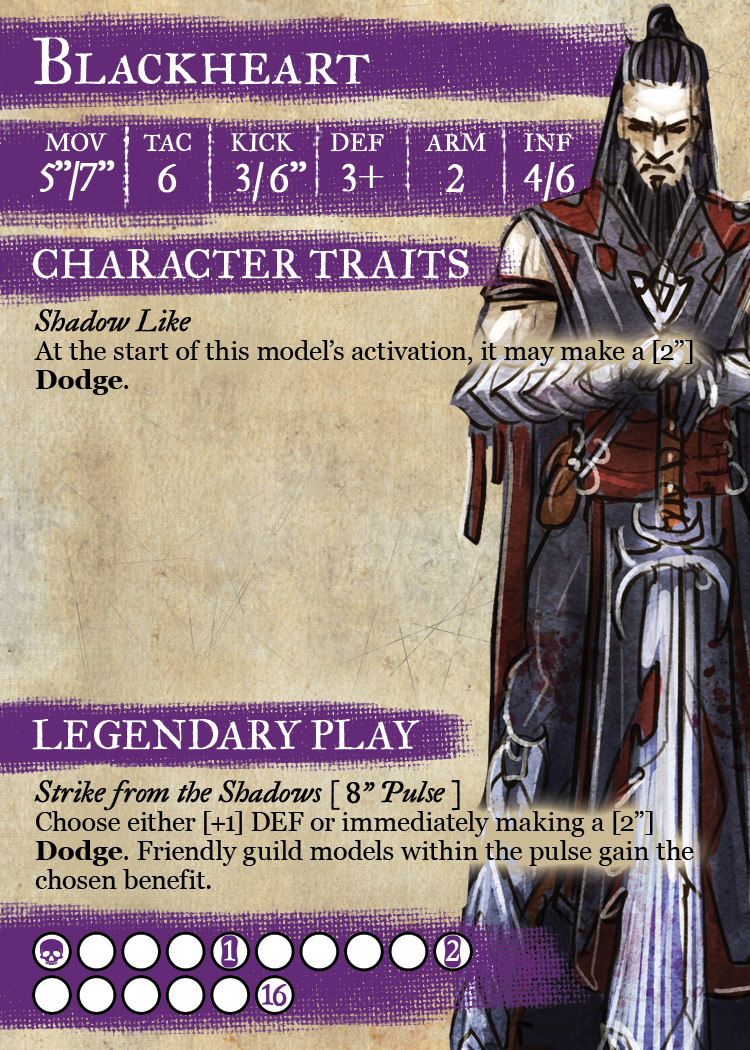 BLACKHEART
MOV TAC KICK DEF ARM INF
5”/7” 6 3/6” 3+ 2 4/6
CHARACTER TRAITS
Shadow Like
At the start of this model’s activation, it may make a [2”]
Dodge.
LEGENDARY PLAY
Strike from the Shadows [ 8” Pulse ]
Choose either [+1] DEF or immediately making a [2”]
Dodge. Friendly guild models within the pulse gain the
chosen benefit.
1 2
16